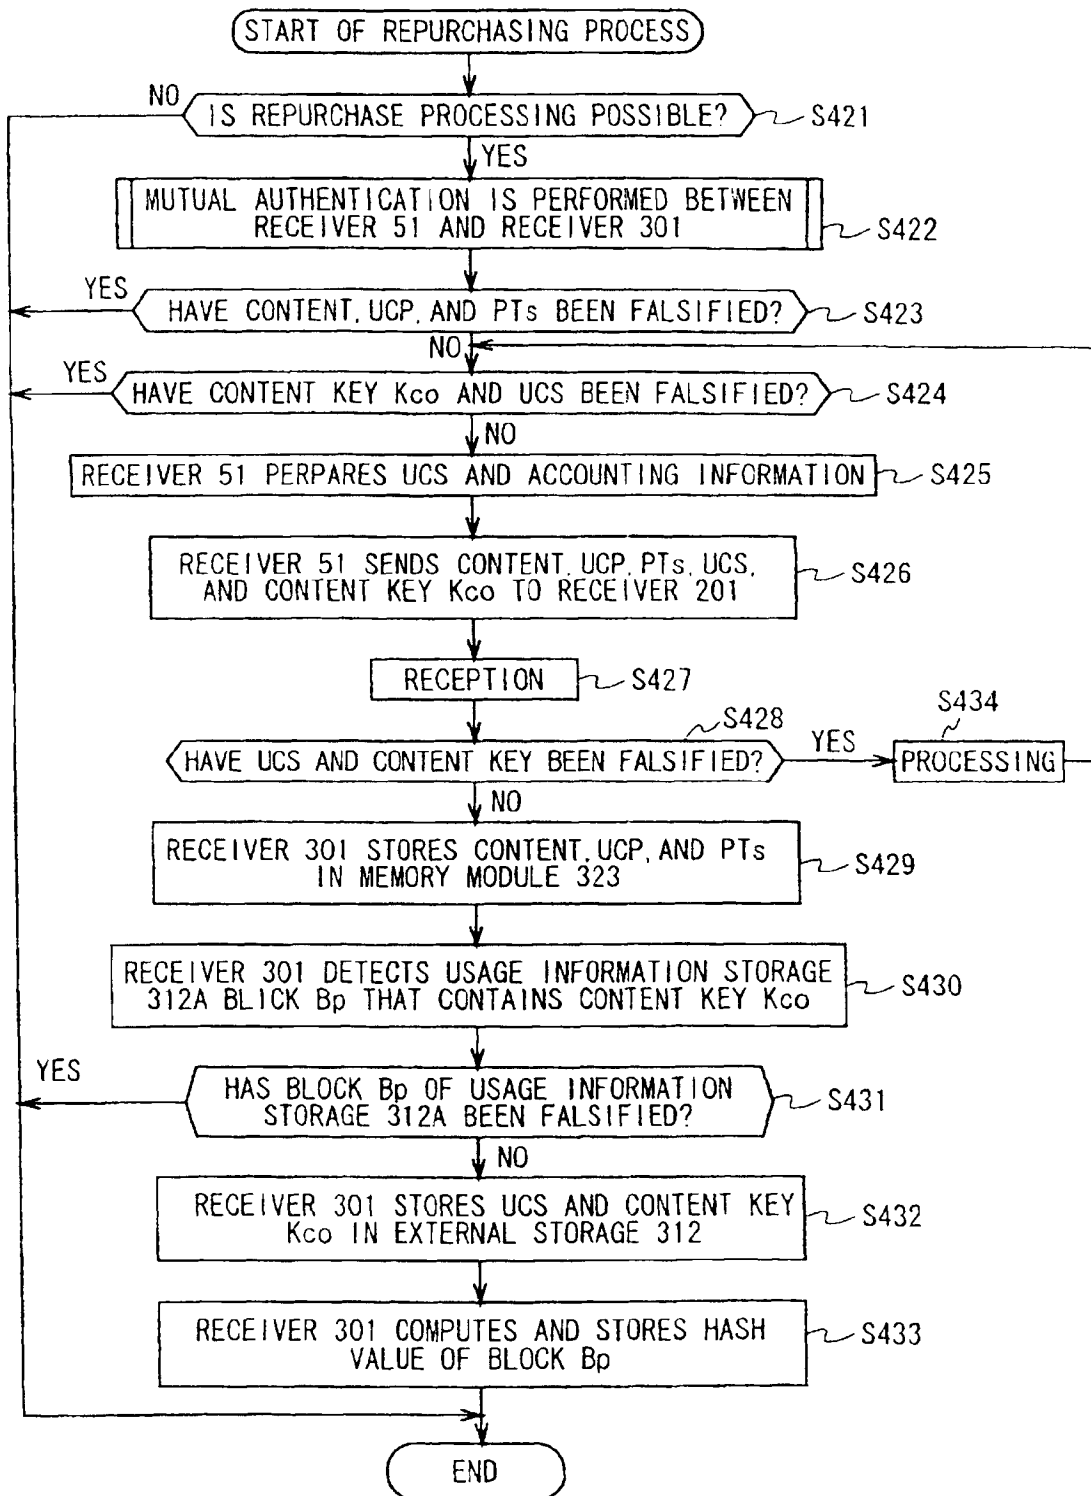 START OF REPURCHASING PROCESS
NO
IS REPURCHASE PROCESSING POSSIBLE?
S421
YES
MUTUAL AUTHENTICATION IS PERFORMED BETWEEN
RECEIVER 51 AND RECEIVER 301
S422
YES
HAVE CONTENT, UCP, AND PTs BEEN FALSIFIED?
S423
NO
YES
HAVE CONTENT KEY Kco AND UCS BEEN FALSIFIED?
S424
NO
RECEIVER 51 PERPARES UCS AND ACCOUNTING INFORMATION
S425
RECEIVER 51 SENDS CONTENT, UCP, PTs, UCS,
AND CONTENT KEY Kco TO RECEIVER 201
S426
RECEPTION
S427
S428
HAVE UCS AND CONTENT KEY BEEN FALSIFIED?
YES
S434
PROCESSING
NO
RECEIVER 301 STORES CONTENT, UCP, AND PTs
IN MEMORY MODULE 323
S429
RECEIVER 301 DETECTS USAGE INFORMATION STORAGE
312A BLICK Bp THAT CONTAINS CONTENT KEY Kco
S430
YES
HAS BLOCK Bp OF USAGE INFORMATION
STORAGE 312A BEEN FALSIFIED?
S431
NO
RECEIVER 301 STORES UCS AND CONTENT KEY
Kco IN EXTERNAL STORAGE 312
S432
RECEIVER 301 COMPUTES AND STORES HASH
VALUE OF BLOCK Bp
S433
END